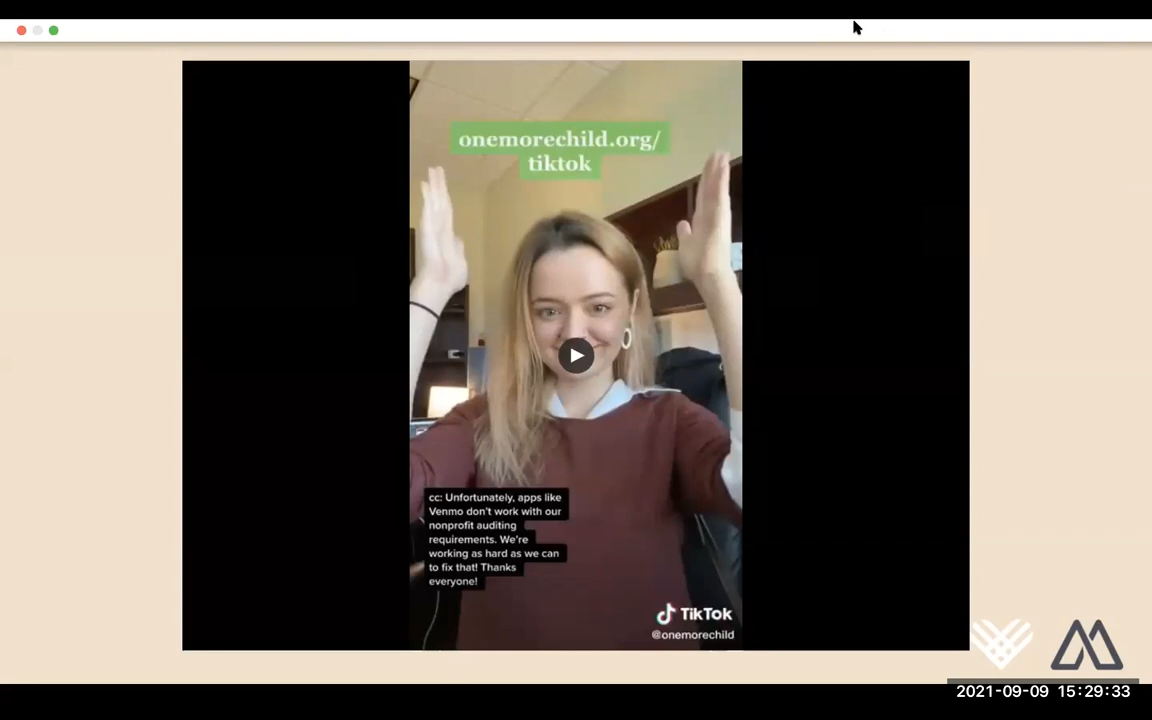 onemorechild.org/
tiktok
cc: Unfortunately, apps like
Venmo don't work with our
nonprofit auditing
requirements. We're
working as hard as we can
to fix that! Thanks
everyone!
TikTok
@onemorechild
2021-09-09 15:29:33